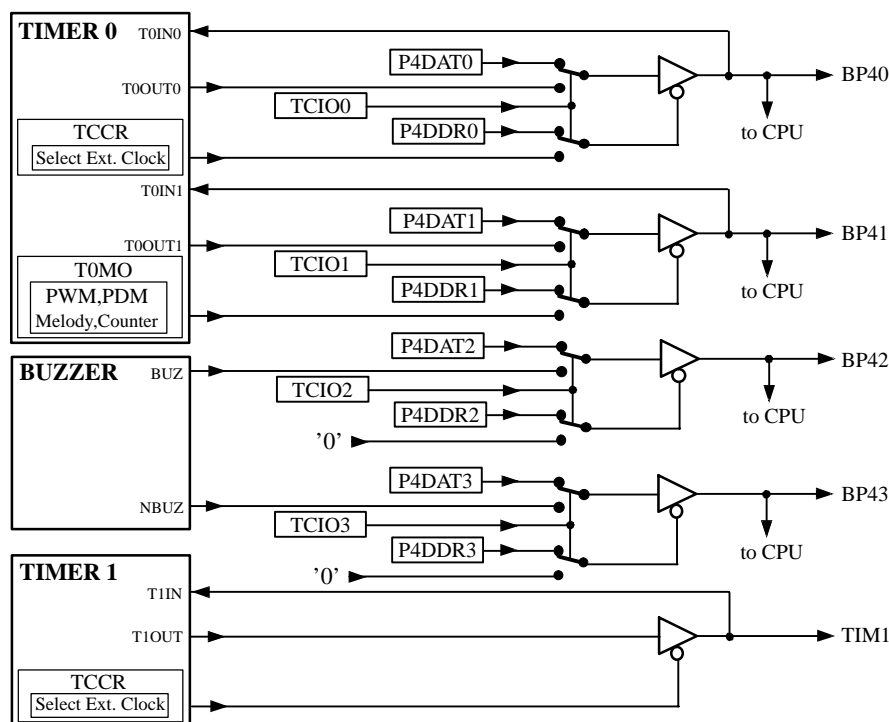 TIMER 0
T0IN0
P4DAT0
BP40
T0OUT0
TCIO0
to CPU
TCCR
Select Ext. Clock
P4DDR0
T0IN1
P4DAT1
BP41
T0OUT1
TCIO1
to CPU
T0MO
PWM,PDM
Melody,Counter
P4DDR1
BUZZER
P4DAT2
BP42
BUZ
TCIO2
to CPU
P4DDR2
'0'
P4DAT3
BP43
NBUZ
TCIO3
to CPU
P4DDR3
'0'
TIMER 1
T1IN
T1OUT
TIM1
TCCR
Select Ext. Clock